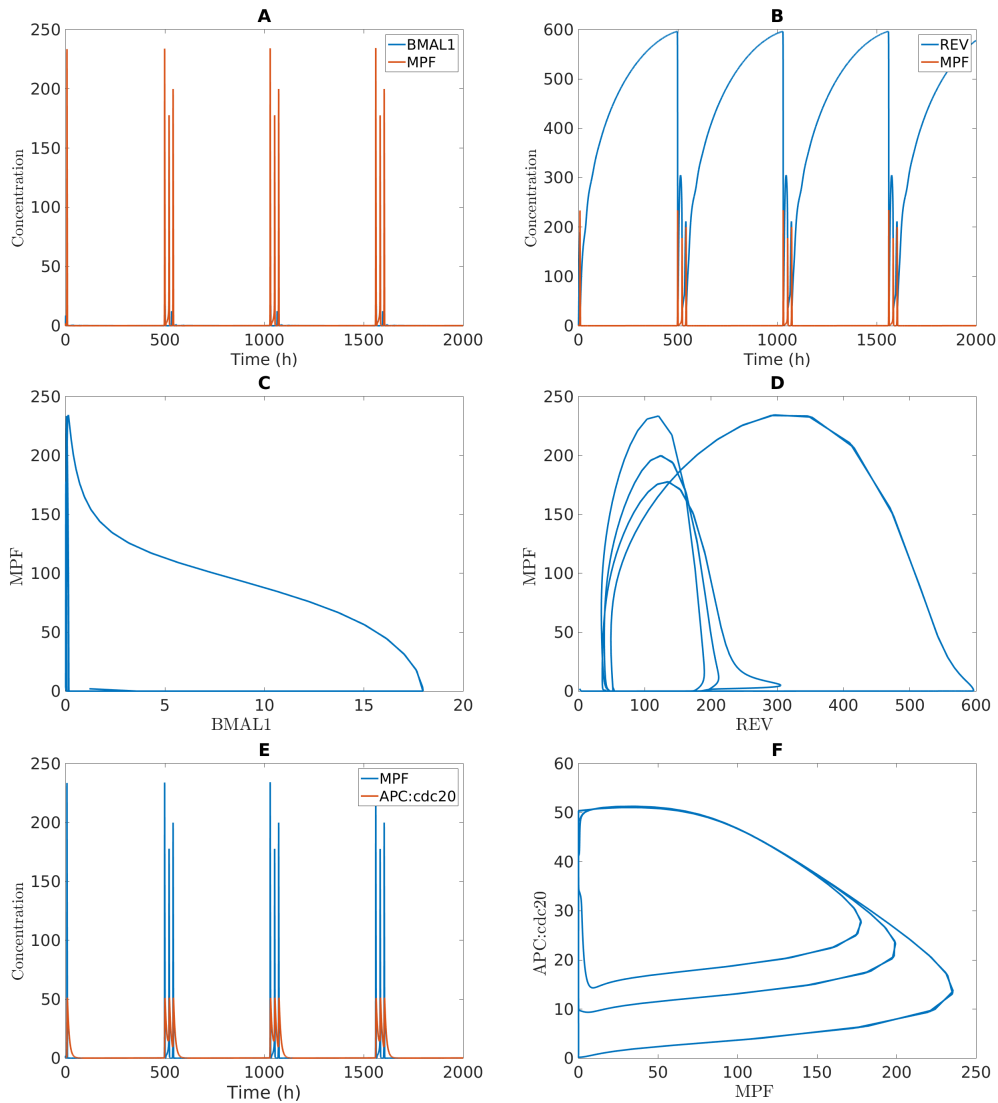 A
250
200
150
100
50
0
Concentration
BMAL1
MPF
0 500 1000 1500 2000
Time (h)
B
600
500
400
300
200
100
0
Concentration
REV
MPF
0 500 1000 1500 2000
Time (h)
C
250
200
150
100
50
0
MPF
0 5 10 15 20
BMAL1
D
250
200
150
100
50
0
MPF
0 100 200 300 400 500 600
REV
E
250
200
150
100
50
0
Concentration
MPF
APC:cdc20
0 500 1000 1500 2000
Time (h)
F
60
50
40
30
20
10
0
APC:cdc20
0 50 100 150 200 250
MPF